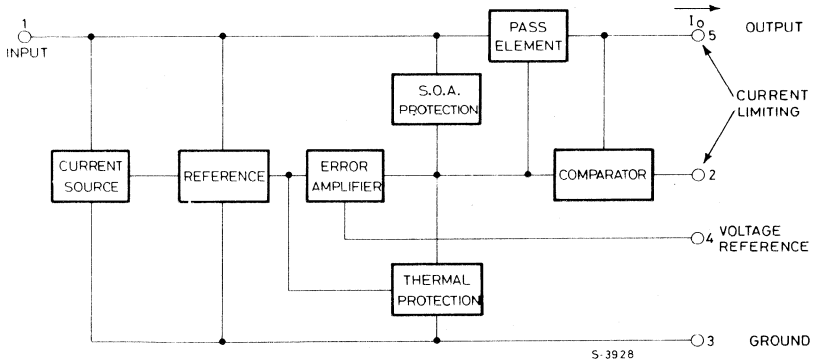 1
INPUT
PASS
ELEMENT
Io
5
OUTPUT
S.O.A.
PROTECTION
CURRENT
LIMITING
CURRENT
SOURCE
REFERENCE
ERROR
AMPLIFIER
COMPARATOR
2
4
VOLTAGE
REFERENCE
THERMAL
PROTECTION
3
GROUND
S-3928